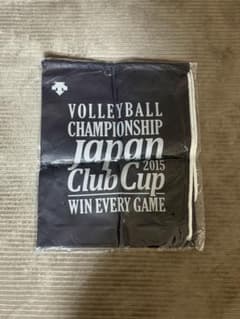 VOLLEYBALL
CHAMPIONSHIP
Japan
2015
Club Cup
WIN EVERY GAME